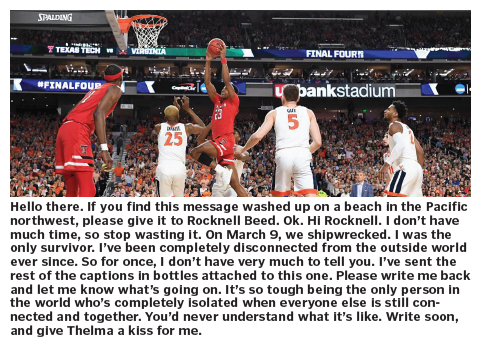 SPALDING
TEXAS TECH VS VIRGINIA
FINAL FOUR
#FINALFOUR
Capital
usbankstadium
GUY
25
23
5
Hello there. If you find this message washed up on a beach in the Pacific
northwest, please give it to Rocknell Beed. Ok. Hi Rocknell. I don't have
much time, so stop wasting it. On March 9, we shipwrecked. I was the
only survivor. I've been completely disconnected from the outside world
ever since. So for once, I don't have very much to tell you. I've sent the
rest of the captions in bottles attached to this one. Please write me back
and let me know what's going on. It's so tough being the only person in
the world who's completely isolated when everyone else is still con-
nected and together. You'd never understand what it's like. Write soon,
and give Thelma a kiss for me.